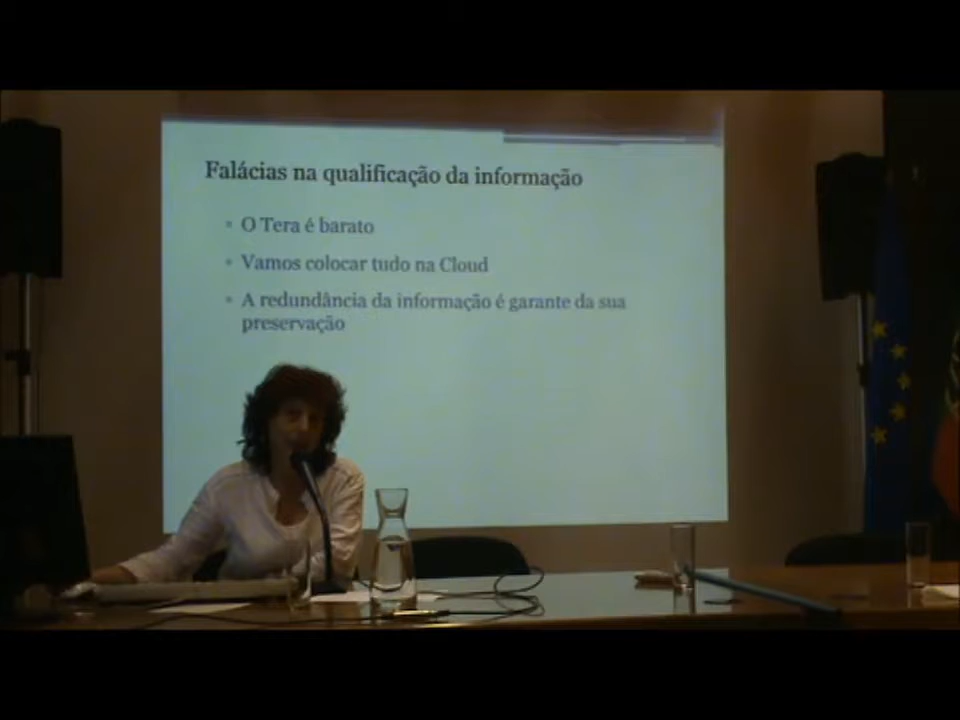 Falácias na qualificação da informação
O Tera é barato
Vamos colocar tudo na Cloud
A redundância da informação é garante da sua
preservação